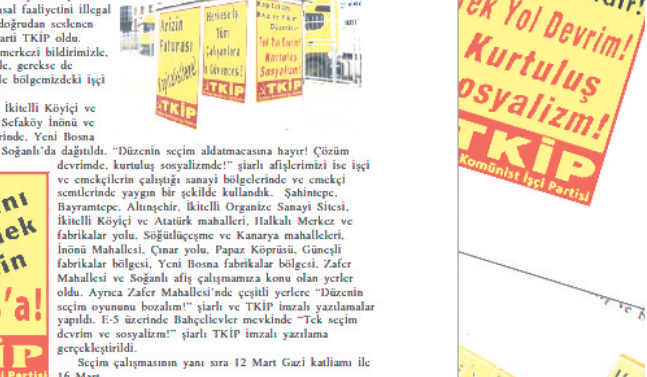 sal faaliyetini illegal
doğrudan seslenen
arti TKİP oldu.
merkezi bildirimizle,
le, gerekse de
le bölgemizdeki işçi
İkitelli Köyiçi ve
Sefaköy İnönü ve
rinde, Yeni Bosna
Soğanlı'da dağıtıldı. "Düzenin seçim aldatmacasına hayır! Çözüm
devrimde, kurtuluş sosyalizmde!" şiarlı afişlerimizi ise işçi
ve emekçilerin çalıştığı sanayi bölgelerinde ve emekçi
semtlerinde yaygın bir şekilde kullandık. Şahintepe,
Bayramtepe, Altınşehir, İkitelli Organize Sanayi Sitesi,
İkitelli Köyiçi ve Atatürk mahalleri, Halkalı Merkez ve
fabrikalar yolu, Söğütlüçeşme ve Kanarya mahalleleri,
İnönü Mahallesi, Çınar yolu, Papaz Köprüsü, Güneşli
fabrikalar bölgesi, Yeni Bosna fabrikalar bölgesi, Zafer
Mahallesi ve Soğanlı afiş çalışmamıza konu olan yerler
oldu. Ayrıca Zafer Mahallesi'nde çeşitli yerlere "Düzenin
seçim oyununu bozalım!" şiarlı ve TKİP imzalı yazılamalar
yapıldı. E-5 üzerinde Bahçelievler mevkinde "Tek seçim
devrim ve sosyalizm!" şiarlı TKİP imzalı yazılama
gerçekleştirildi.
Seçim çalışmasının yanı sıra 12 Mart Gazi katliamı ile
16 Mart
Krizin
Faturası
Kapitalistlere!
TKİP
Herkese İş
Tüm
Çalışanlara
İş Güvencesi!
TKİP
Tek Yol Devrim!
Kurtuluş
Sosyalizm!
TKİP
ek Yol Devrim!
Kurtuluş
osyalizm!
TKİP
Komünist İşçi Partisi
nı
ek
in
s'a!
İP
i Partisi